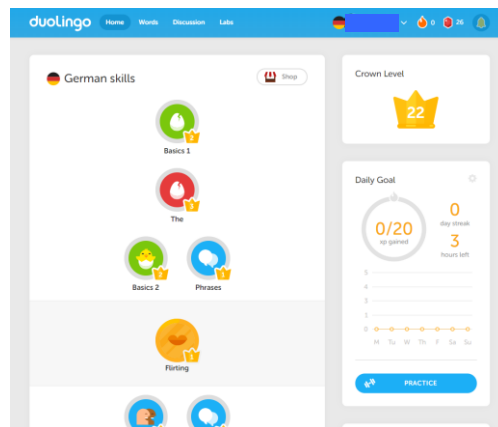 duolingo Home Words Discussion Labs 0 26
German skills
Shop
2
Basics 1
3
The
2
Basics 2
Phrases
Flirting
Crown Level
22
Daily Goal
0/20
xp gained
0
day streak
3
hours left
5
4
3
1
0
M Tu W Th F Sa Su
PRACTICE